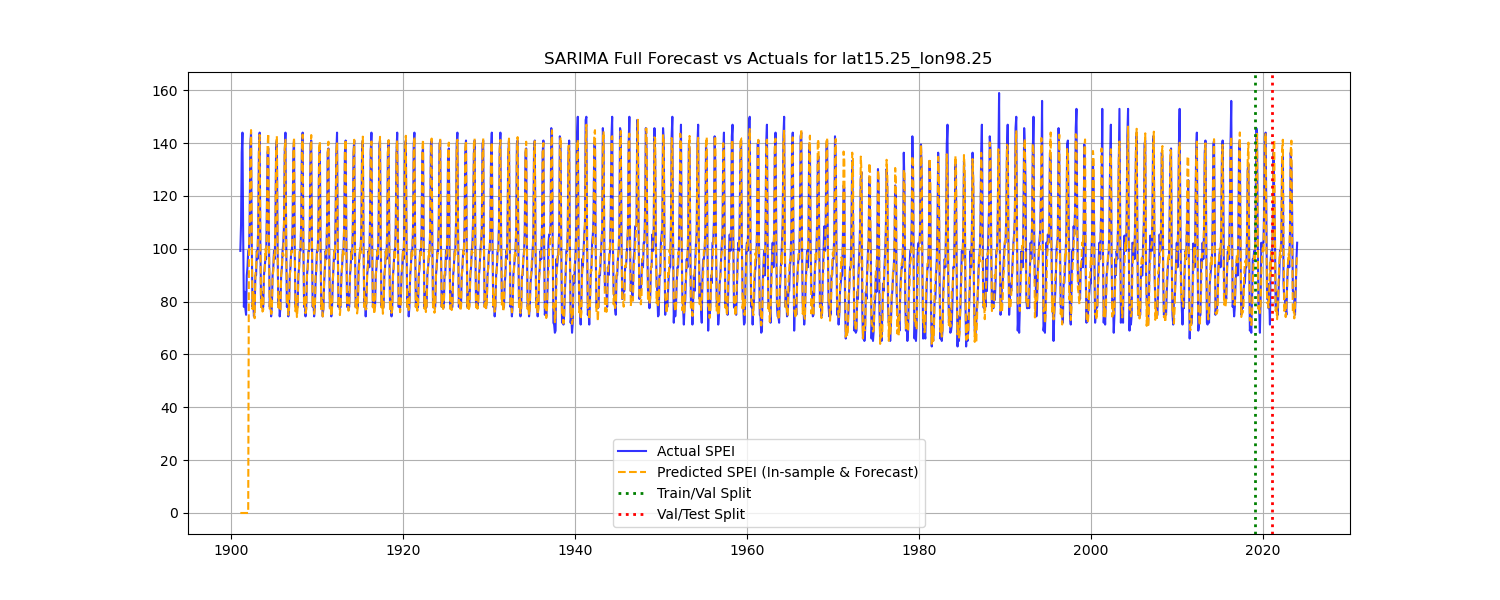 SARIMA Full Forecast vs Actuals for lat15.25_lon98.25
160
140
120
100
80
60
40
20
0
Actual SPEI
Predicted SPEI (In-sample & Forecast)
Train/Val Split
Val/Test Split
1900 1920 1940 1960 1980 2000 2020